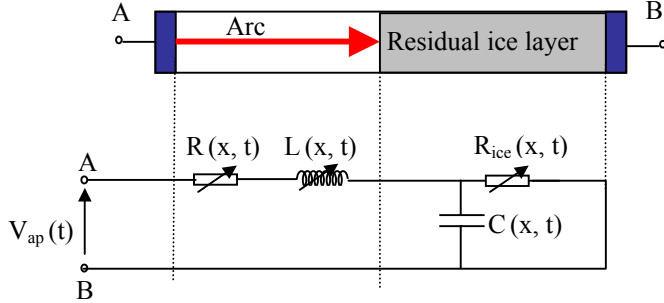 A
B
Arc
Residual ice layer
R (x, t)
L (x, t)
R_ice (x, t)
A
V_ap (t)
C (x, t)
B